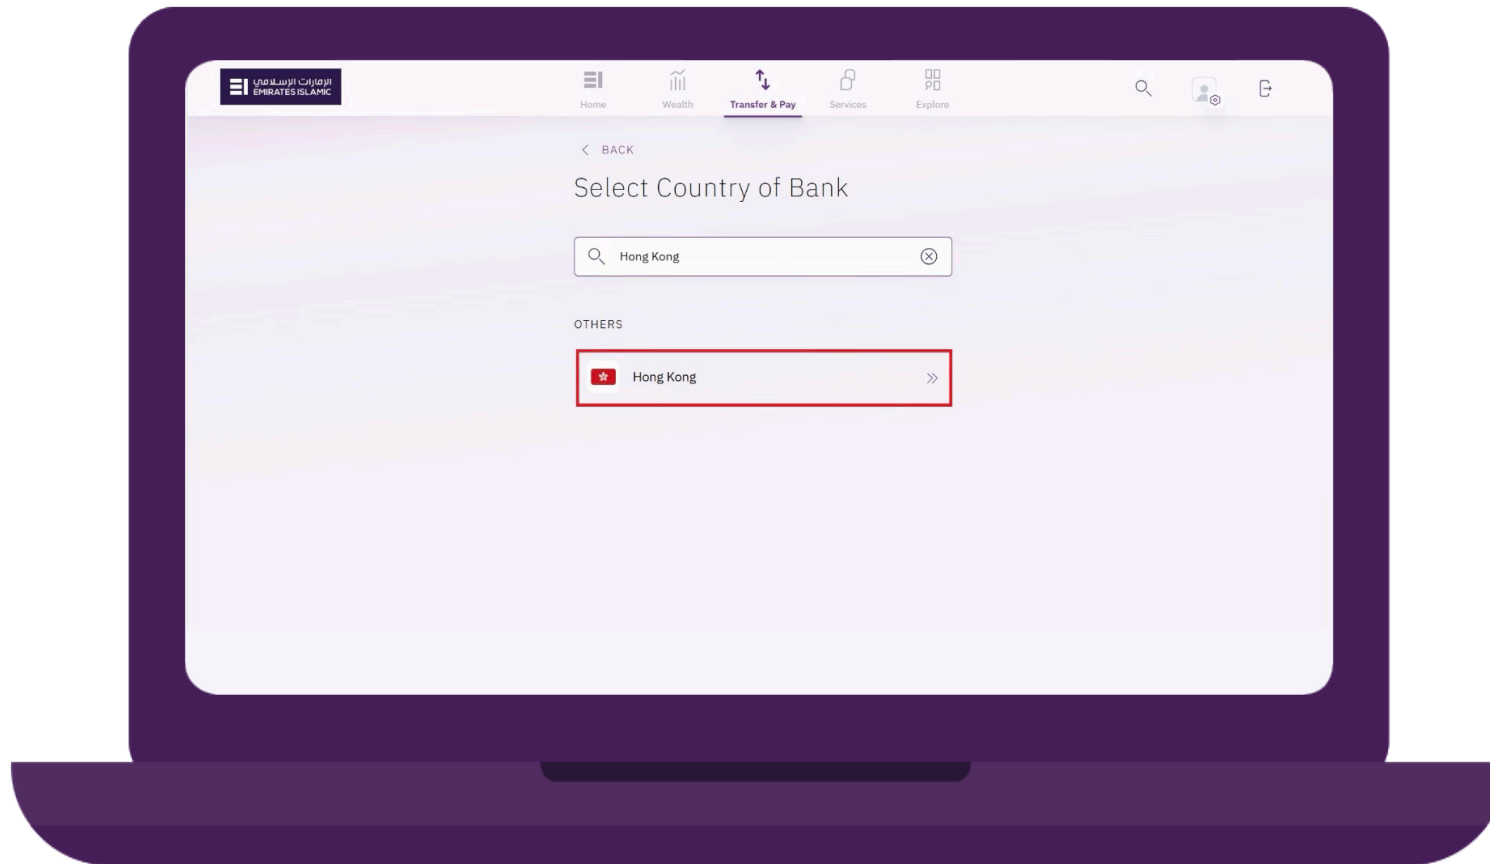 الإمارات الإسلامي
EMIRATES ISLAMIC
Home
Wealth
Transfer & Pay
Services
Explore
BACK
Select Country of Bank
Hong Kong
OTHERS
Hong Kong